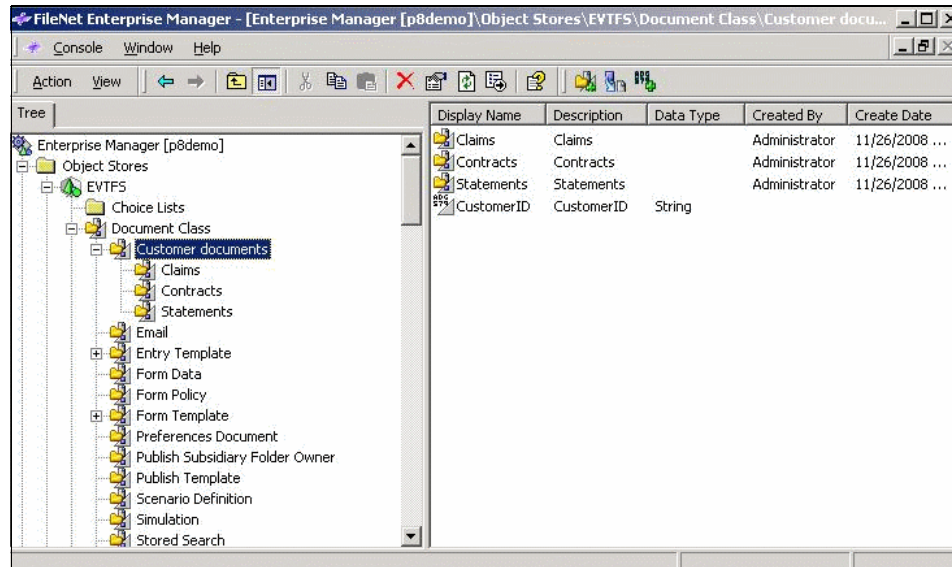 FileNet Enterprise Manager - [Enterprise Manager [p8demo]\Object Stores\EVTFS\Document Class\Customer docu...
Console Window Help
Action View
Tree
Enterprise Manager [p8demo]
Object Stores
EVTFS
Choice Lists
Document Class
Customer documents
Claims
Contracts
Statements
Email
Entry Template
Form Data
Form Policy
Form Template
Preferences Document
Publish Subsidiary Folder Owner
Publish Template
Scenario Definition
Simulation
Stored Search
Display Name Description Data Type Created By Create Date
Claims Claims Administrator 11/26/2008 ...
Contracts Contracts Administrator 11/26/2008 ...
Statements Statements Administrator 11/26/2008 ...
CustomerID CustomerID String